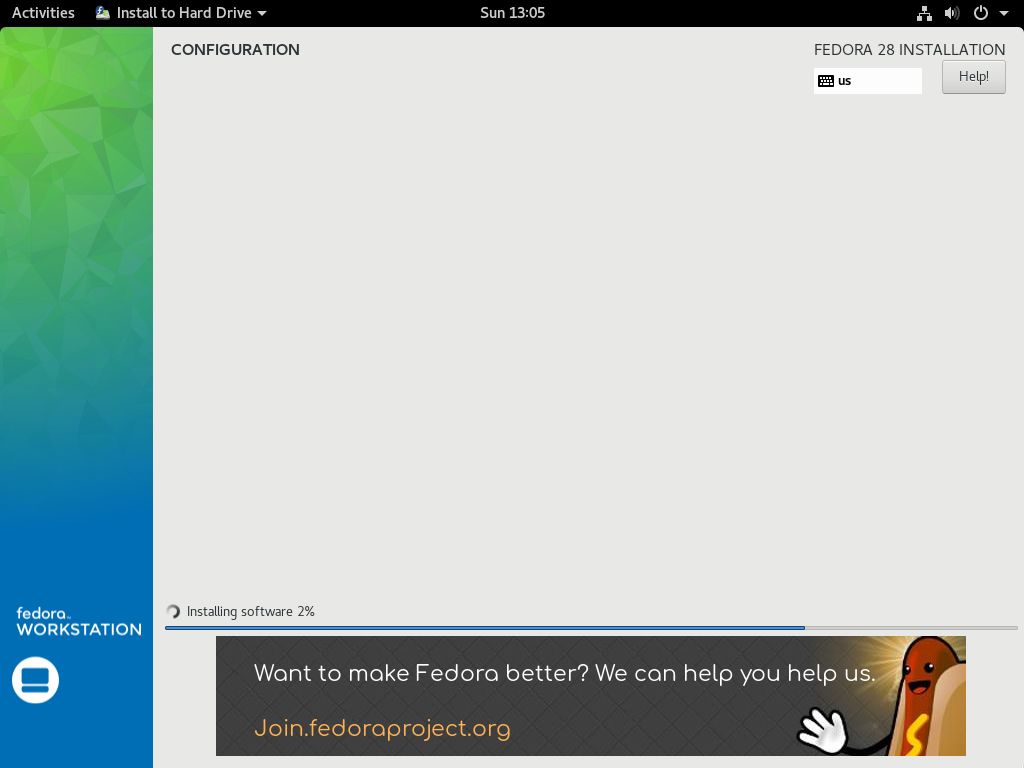 Activities Install to Hard Drive Sun 13:05
CONFIGURATION
FEDORA 28 INSTALLATION
us
Help!
Installing software 2%
fedora
WORKSTATION
Want to make Fedora better? We can help you help us.
Join.fedoraproject.org